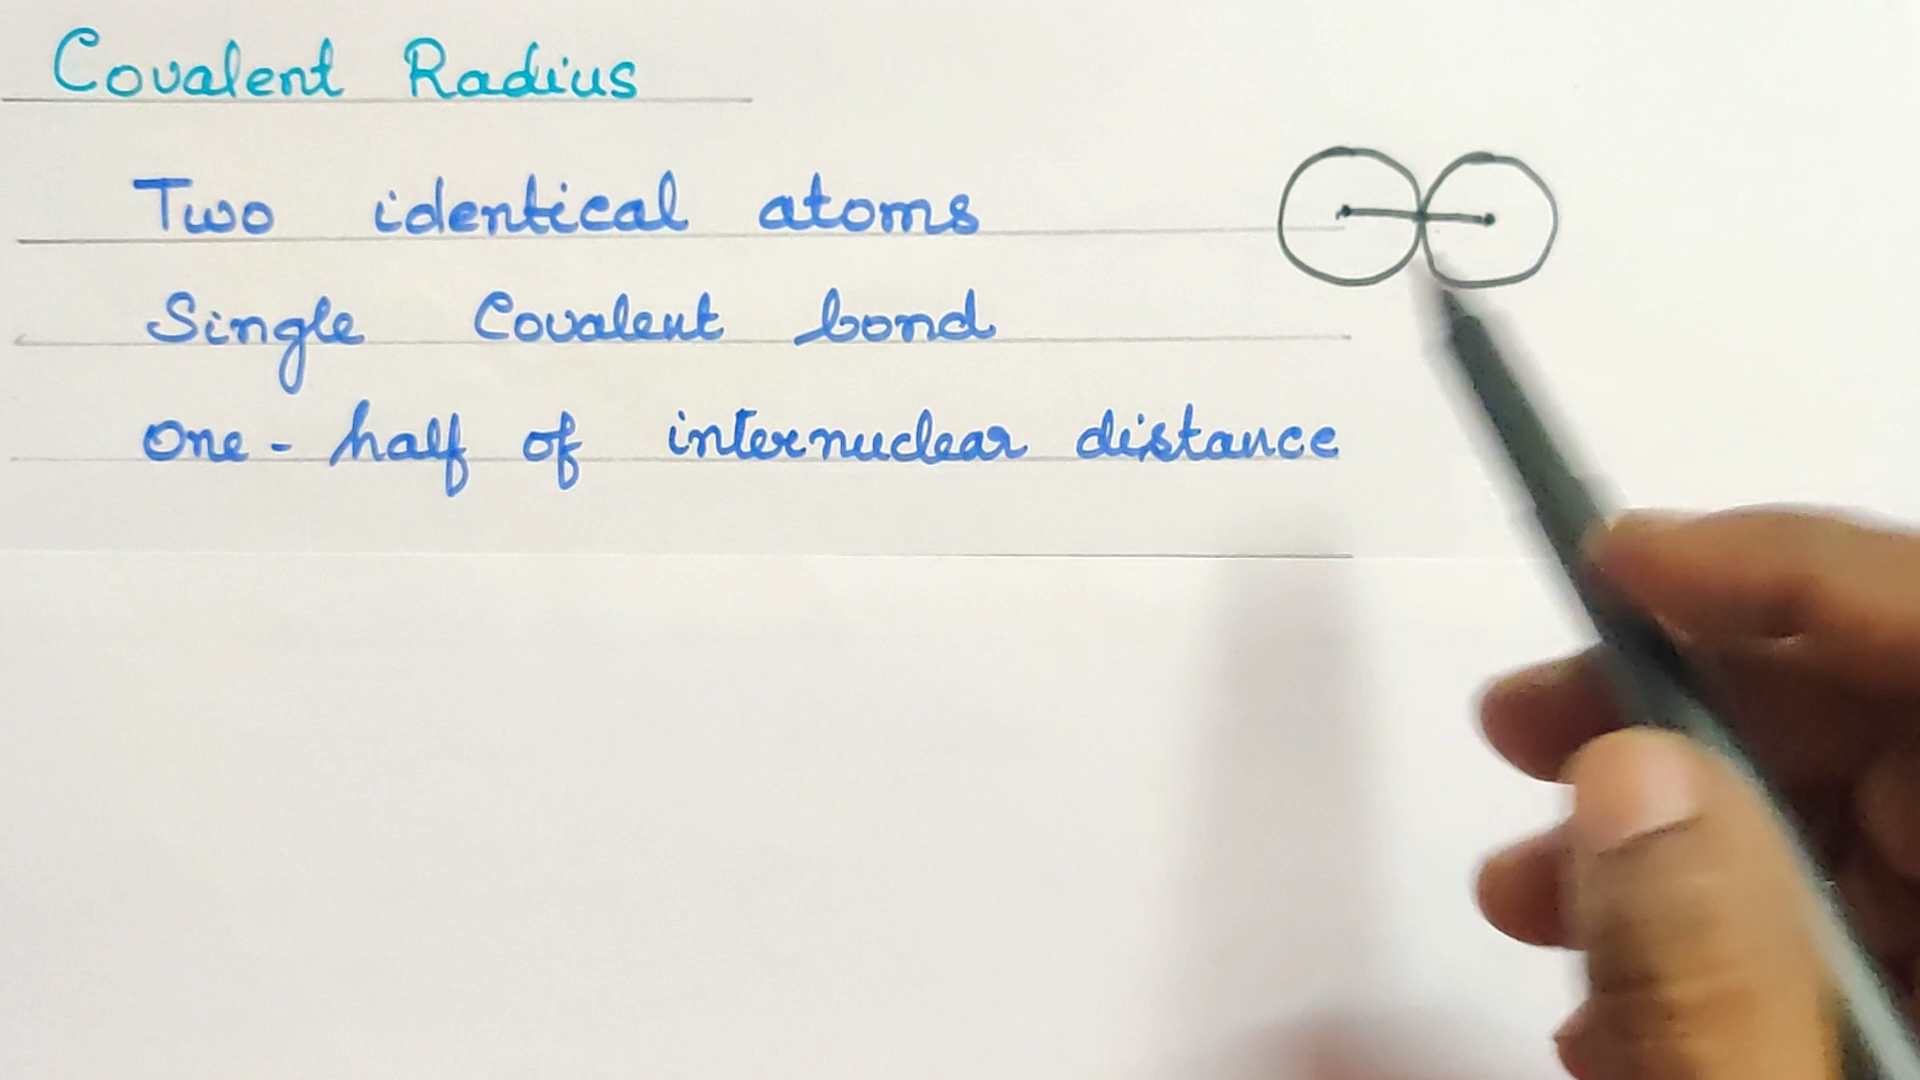 Covalent Radius
Two identical atoms
Single Covalent bond
One-half of internuclear distance